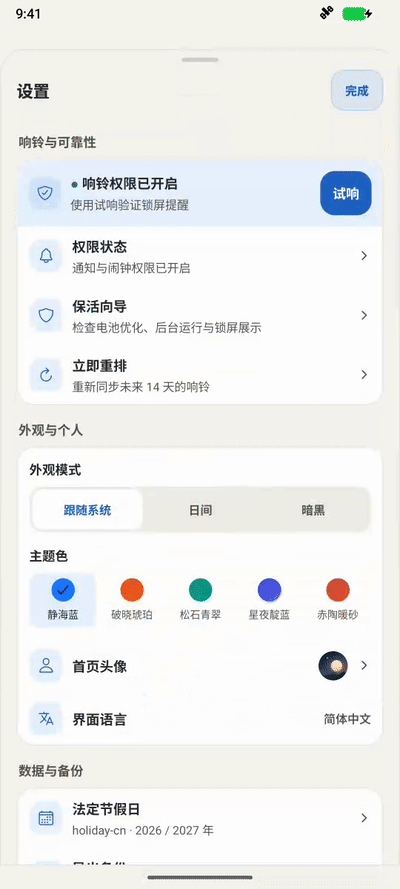 9:41
设置
完成
响铃与可靠性
响铃权限已开启
使用试响验证锁屏提醒
试响
权限状态
通知与闹钟权限已开启
保活向导
检查电池优化、后台运行与锁屏展示
立即重排
重新同步未来 14 天的响铃
外观与个人
外观模式
跟随系统
日间
暗黑
主题色
静海蓝
破晓琥珀
松石青翠
星夜靛蓝
赤陶暖砂
首页头像
界面语言
简体中文
数据与备份
法定节假日
holiday-cn · 2026 / 2027 年